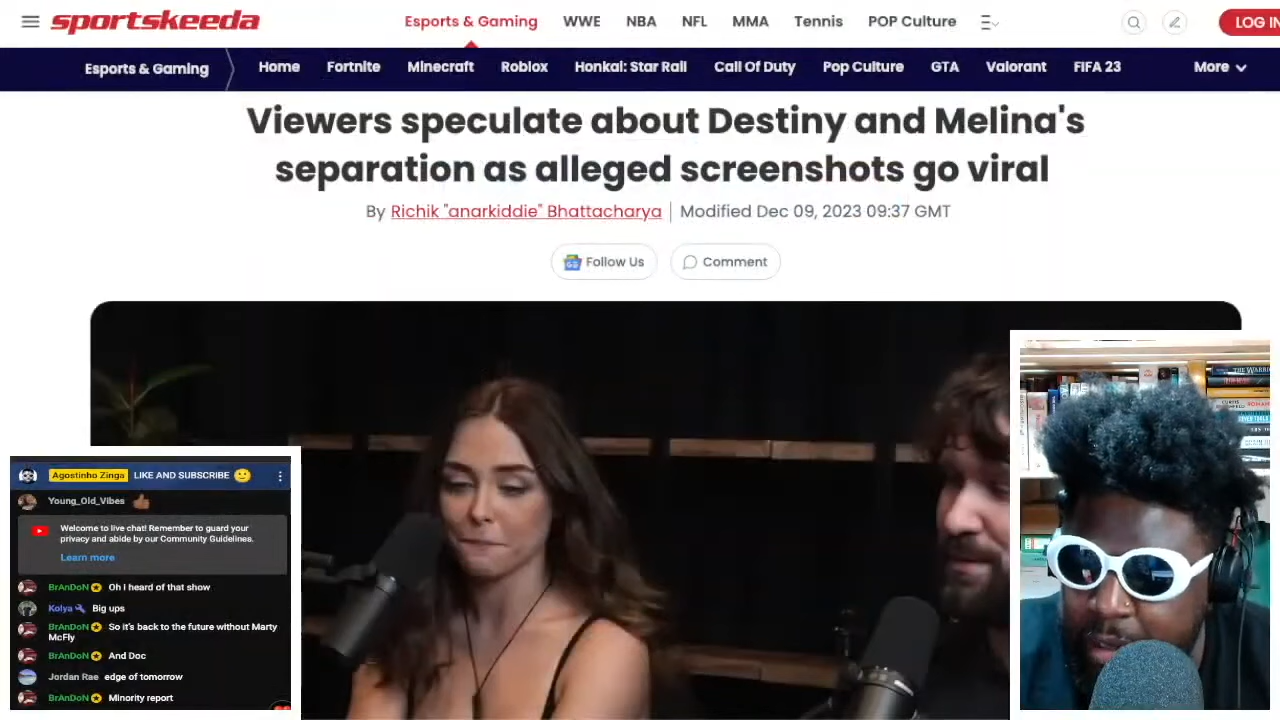 sportskeeda
Esports & Gaming WWE NBA NFL MMA Tennis POP Culture
LOG IN
Esports & Gaming Home Fortnite Minecraft Roblox Honkai: Star Rail Call Of Duty Pop Culture GTA Valorant FIFA 23 More
Viewers speculate about Destiny and Melina's
separation as alleged screenshots go viral
By Richik "anarkiddie" Bhattacharya | Modified Dec 09, 2023 09:37 GMT
Follow Us Comment
Agostinho Zinga LIKE AND SUBSCRIBE
Young_Old_Vibes
Welcome to live chat! Remember to guard your
privacy and abide by our Community Guidelines.
Learn more
BrAnDoN Oh I heard of that show
Kolya Big ups
BrAnDoN So it's back to the future without Marty
McFly
BrAnDoN And Doc
Jordan Rae edge of tomorrow
BrAnDoN Minority report
THE WARRIO